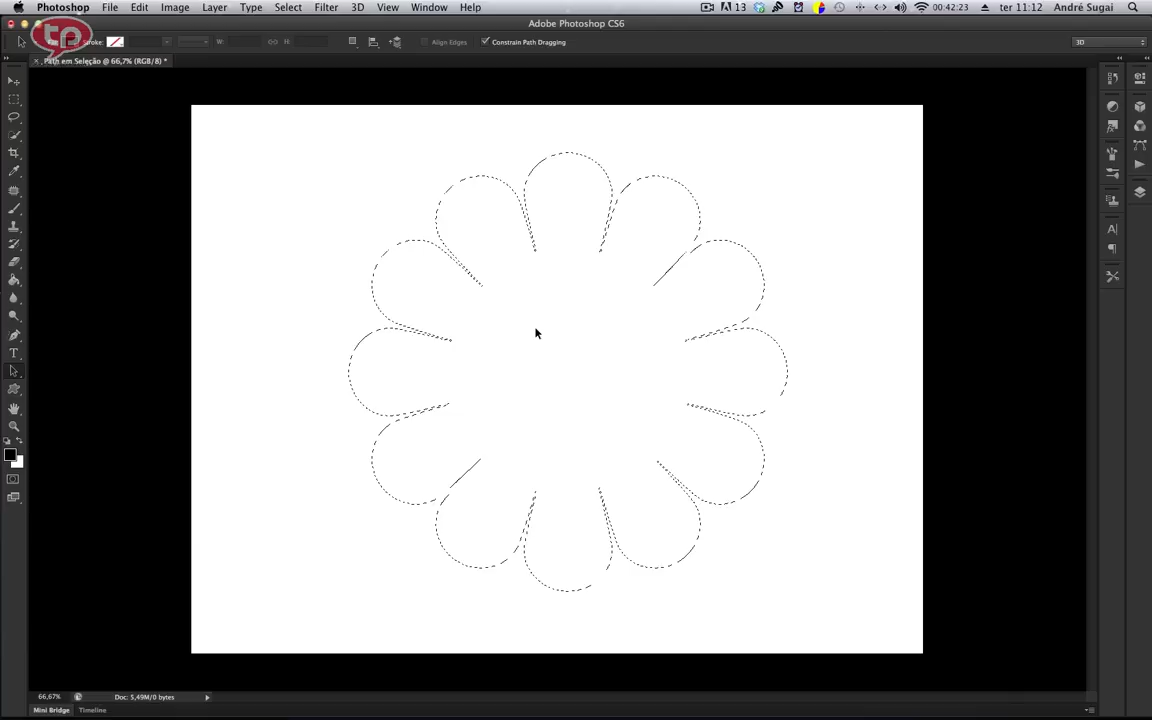 Photoshop File Edit Image Layer Type Select Filter 3D View Window Help 13 00:42:23 ter 11:12 André Sugai
Adobe Photoshop CS6
tp
Stroke: W: H: Align Edges Constrain Path Dragging 3D
Path em Seleção @ 66,7% (RGB/8) *
66,67% Doc: 5,49M/0 bytes
Mini Bridge Timeline